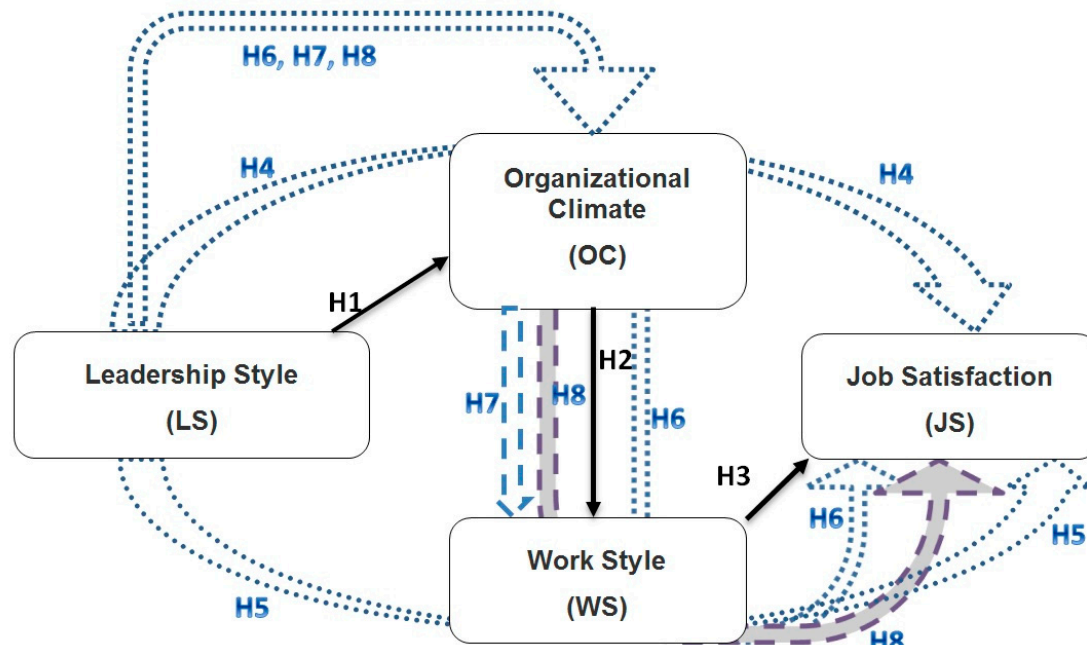 H6, H7, H8
H4
H4
Organizational
Climate
(OC)
H1
Leadership Style
(LS)
H2
H7
H8
H6
Job Satisfaction
(JS)
H3
H6
H5
Work Style
(WS)
H5
H8